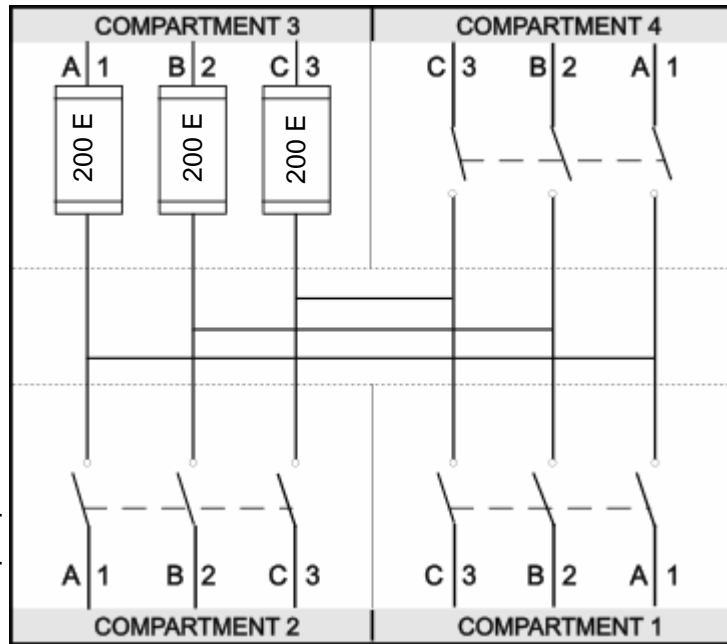 COMPARTMENT 3 COMPARTMENT 4
A 1 B 2 C 3 C 3 B 2 A 1
200 E 200 E 200 E
A 1 B 2 C 3 C 3 B 2 A 1
COMPARTMENT 2 COMPARTMENT 1